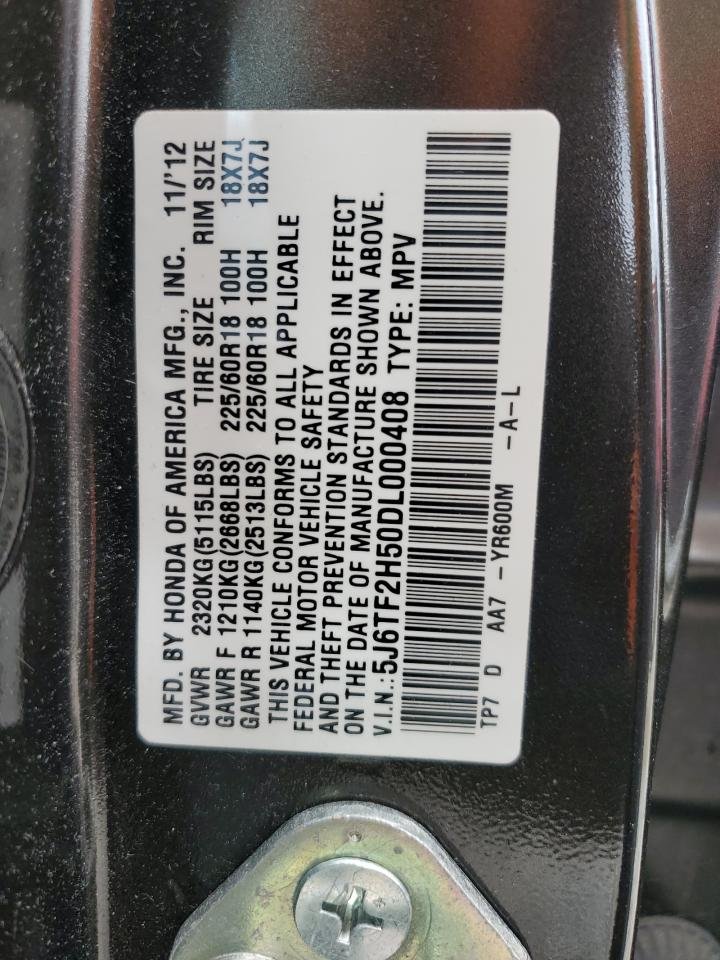 MFD. BY HONDA OF AMERICA MFG., INC. 11/'12
GVWR 2320KG(5115LBS) TIRE SIZE RIM SIZE
GAWR F 1210KG(2668LBS) 225/60R18 100H 18X7J
GAWR R 1140KG(2513LBS) 225/60R18 100H 18X7J
THIS VEHICLE CONFORMS TO ALL APPLICABLE
FEDERAL MOTOR VEHICLE SAFETY
AND THEFT PREVENTION STANDARDS IN EFFECT
ON THE DATE OF MANUFACTURE SHOWN ABOVE.
V.I.N.: 5J6TF2H50DL000408 TYPE: MPV
TP7 D AA7 - YR600M -A-L